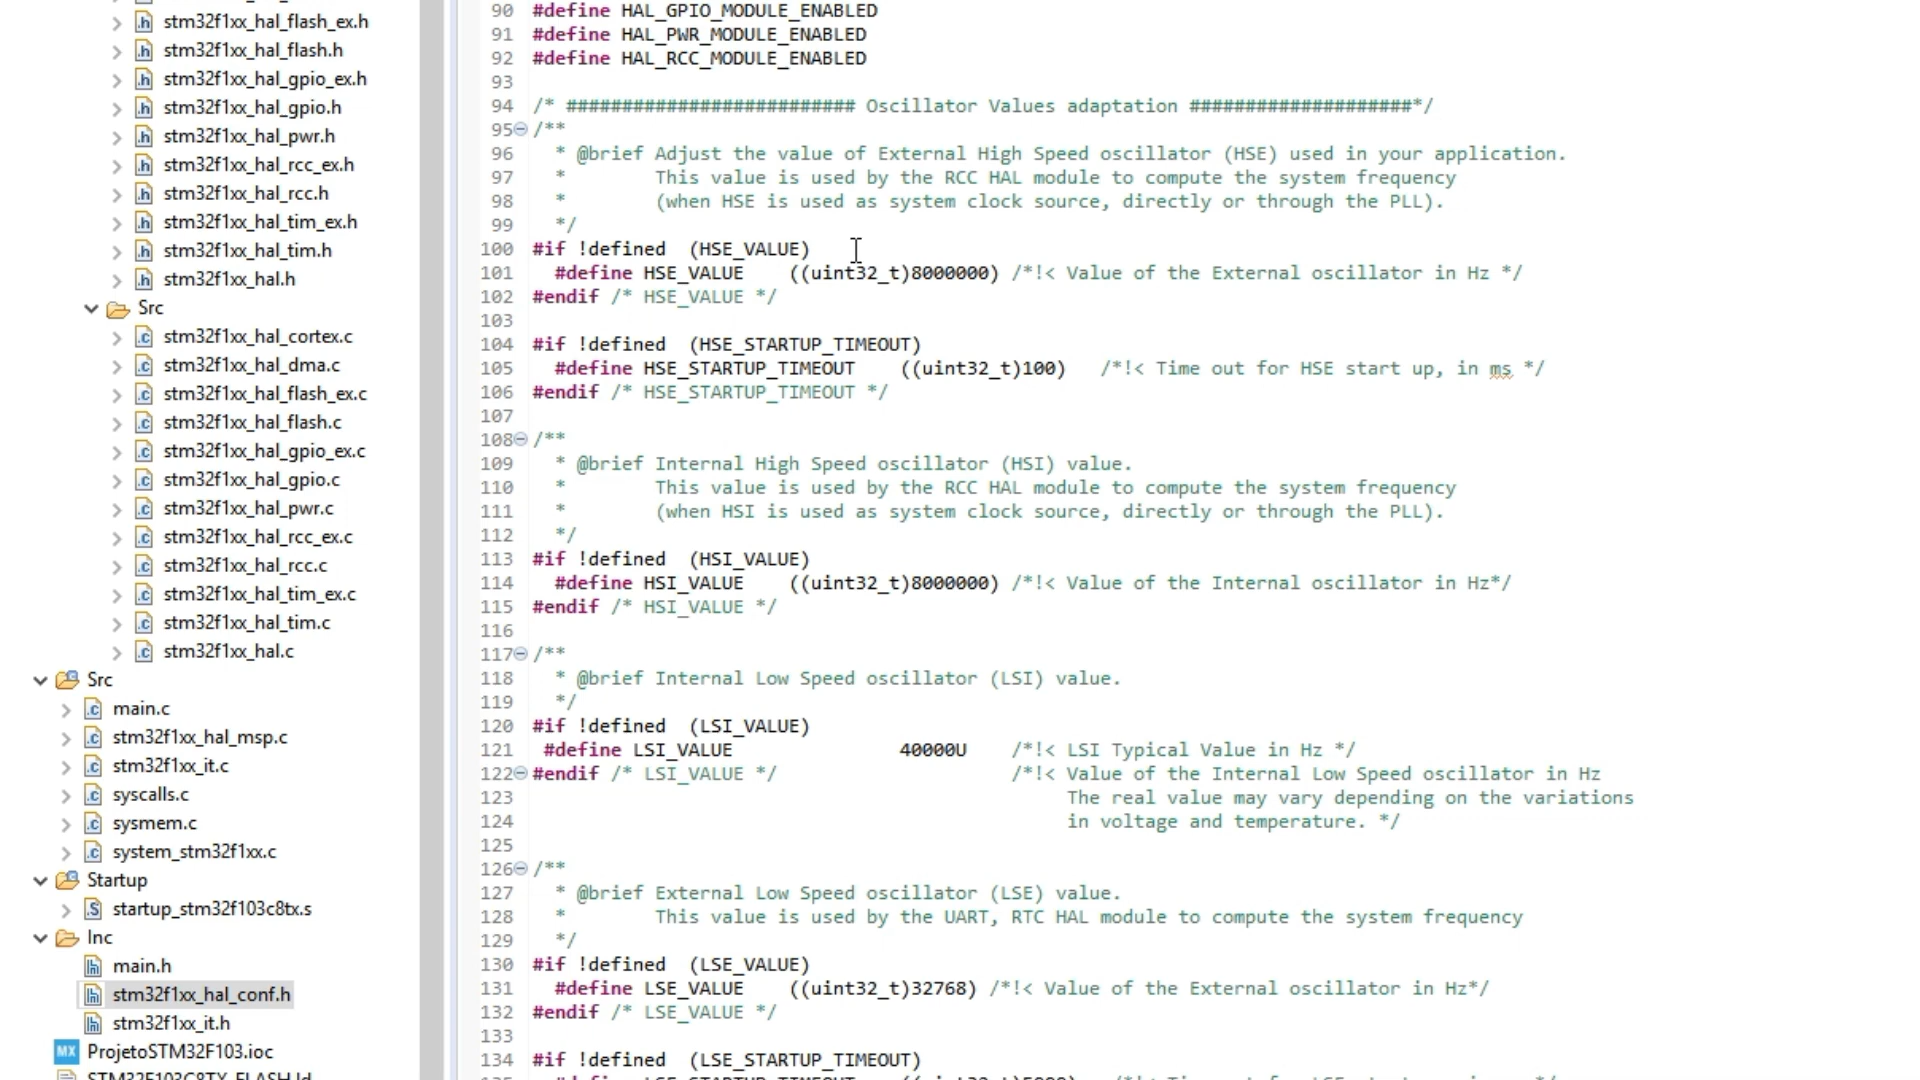 stm32f1xx_hal_flash_ex.h
stm32f1xx_hal_flash.h
stm32f1xx_hal_gpio_ex.h
stm32f1xx_hal_gpio.h
stm32f1xx_hal_pwr.h
stm32f1xx_hal_rcc_ex.h
stm32f1xx_hal_rcc.h
stm32f1xx_hal_tim_ex.h
stm32f1xx_hal_tim.h
stm32f1xx_hal.h
Src
stm32f1xx_hal_cortex.c
stm32f1xx_hal_dma.c
stm32f1xx_hal_flash_ex.c
stm32f1xx_hal_flash.c
stm32f1xx_hal_gpio_ex.c
stm32f1xx_hal_gpio.c
stm32f1xx_hal_pwr.c
stm32f1xx_hal_rcc_ex.c
stm32f1xx_hal_rcc.c
stm32f1xx_hal_tim_ex.c
stm32f1xx_hal_tim.c
stm32f1xx_hal.c
Src
main.c
stm32f1xx_hal_msp.c
stm32f1xx_it.c
syscalls.c
sysmem.c
system_stm32f1xx.c
Startup
startup_stm32f103c8tx.s
Inc
main.h
stm32f1xx_hal_conf.h
stm32f1xx_it.h
MX ProjetoSTM32F103.ioc
STM32F103C8TX_FLASH.ld
90 #define HAL_GPIO_MODULE_ENABLED
91 #define HAL_PWR_MODULE_ENABLED
92 #define HAL_RCC_MODULE_ENABLED
93
94 /* ########################## Oscillator Values adaptation ####################*/
95 /**
96 * @brief Adjust the value of External High Speed oscillator (HSE) used in your application.
97 * This value is used by the RCC HAL module to compute the system frequency
98 * (when HSE is used as system clock source, directly or through the PLL).
99 */
100 #if !defined (HSE_VALUE)
101 #define HSE_VALUE ((uint32_t)8000000) /*!< Value of the External oscillator in Hz */
102 #endif /* HSE_VALUE */
103
104 #if !defined (HSE_STARTUP_TIMEOUT)
105 #define HSE_STARTUP_TIMEOUT ((uint32_t)100) /*!< Time out for HSE start up, in ms */
106 #endif /* HSE_STARTUP_TIMEOUT */
107
108 /**
109 * @brief Internal High Speed oscillator (HSI) value.
110 * This value is used by the RCC HAL module to compute the system frequency
111 * (when HSI is used as system clock source, directly or through the PLL).
112 */
113 #if !defined (HSI_VALUE)
114 #define HSI_VALUE ((uint32_t)8000000) /*!< Value of the Internal oscillator in Hz*/
115 #endif /* HSI_VALUE */
116
117 /**
118 * @brief Internal Low Speed oscillator (LSI) value.
119 */
120 #if !defined (LSI_VALUE)
121 #define LSI_VALUE 40000U /*!< LSI Typical Value in Hz */
122 #endif /* LSI_VALUE */ /*!< Value of the Internal Low Speed oscillator in Hz
123 The real value may vary depending on the variations
124 in voltage and temperature. */
125
126 /**
127 * @brief External Low Speed oscillator (LSE) value.
128 * This value is used by the UART, RTC HAL module to compute the system frequency
129 */
130 #if !defined (LSE_VALUE)
131 #define LSE_VALUE ((uint32_t)32768) /*!< Value of the External oscillator in Hz*/
132 #endif /* LSE_VALUE */
133
134 #if !defined (LSE_STARTUP_TIMEOUT)